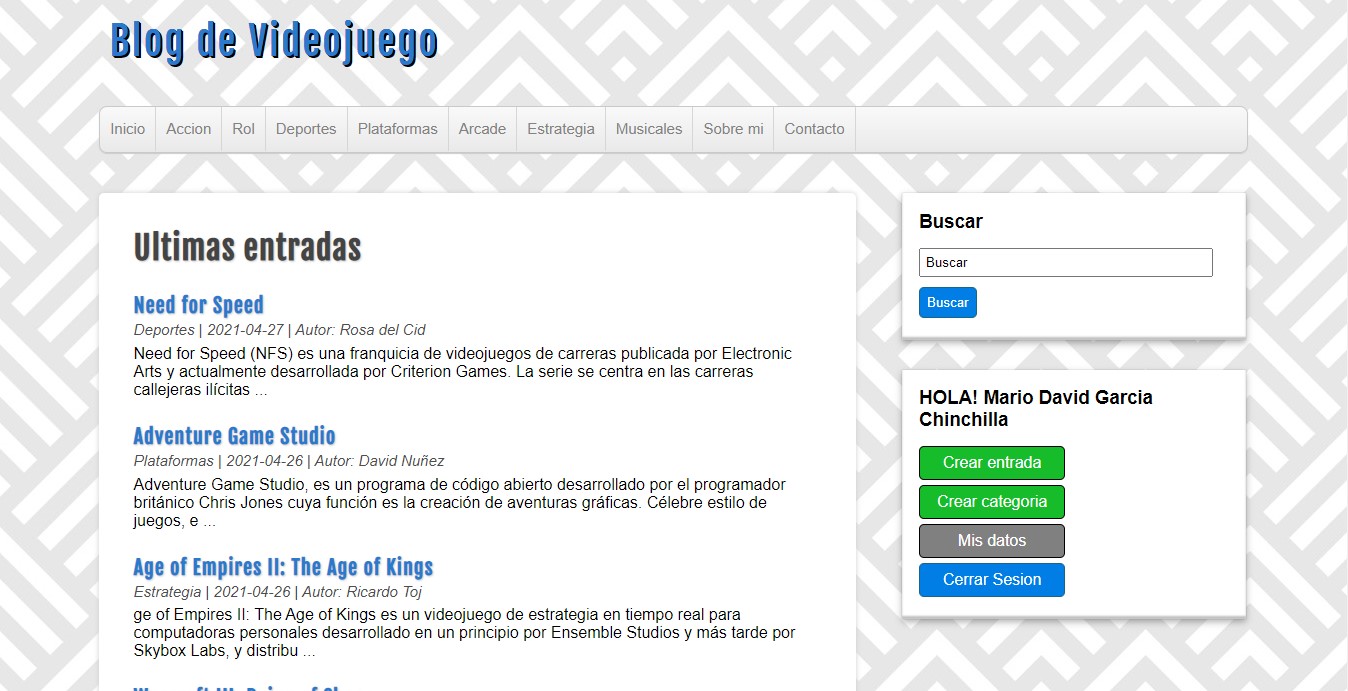 Blog de Videojuego
Inicio
Accion
Rol
Deportes
Plataformas
Arcade
Estrategia
Musicales
Sobre mi
Contacto
Ultimas entradas
Need for Speed
Deportes | 2021-04-27 | Autor: Rosa del Cid
Need for Speed (NFS) es una franquicia de videojuegos de carreras publicada por Electronic
Arts y actualmente desarrollada por Criterion Games. La serie se centra en las carreras
callejeras ilícitas ...
Adventure Game Studio
Plataformas | 2021-04-26 | Autor: David Nuñez
Adventure Game Studio, es un programa de código abierto desarrollado por el programador
británico Chris Jones cuya función es la creación de aventuras gráficas. Célebre estilo de
juegos, e ...
Age of Empires II: The Age of Kings
Estrategia | 2021-04-26 | Autor: Ricardo Toj
ge of Empires II: The Age of Kings es un videojuego de estrategia en tiempo real para
computadoras personales desarrollado en un principio por Ensemble Studios y más tarde por
Skybox Labs, y distribu ...
Buscar
Buscar
Buscar
HOLA! Mario David Garcia
Chinchilla
Crear entrada
Crear categoria
Mis datos
Cerrar Sesion